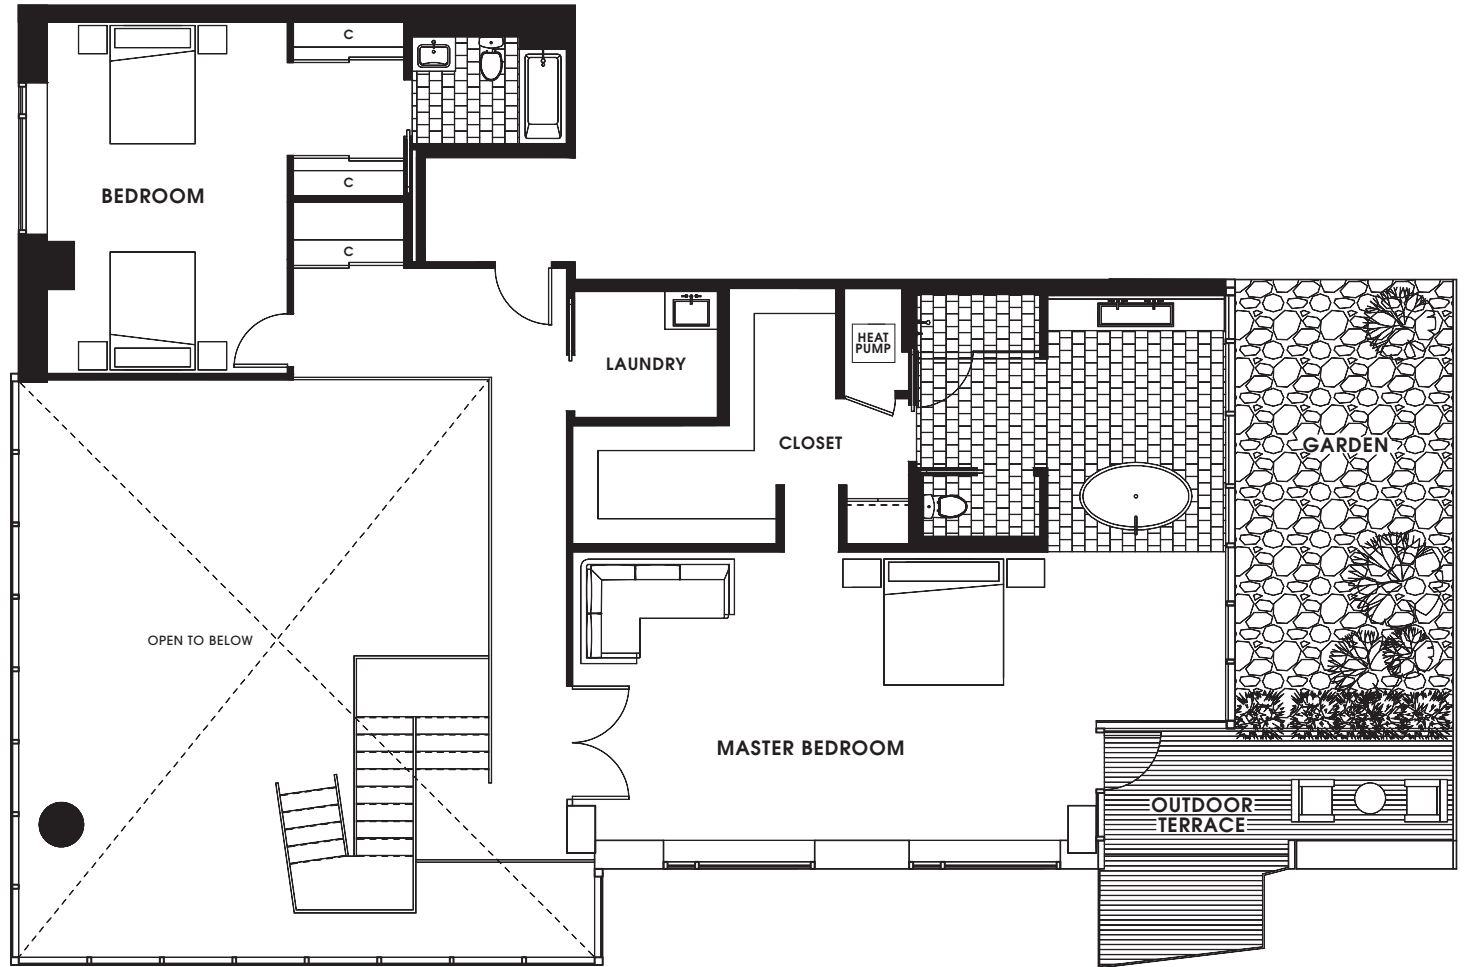 C
C
BEDROOM
C
HEAT
PUMP
LAUNDRY
CLOSET
GARDEN
OPEN TO BELOW
MASTER BEDROOM
OUTDOOR
TERRACE